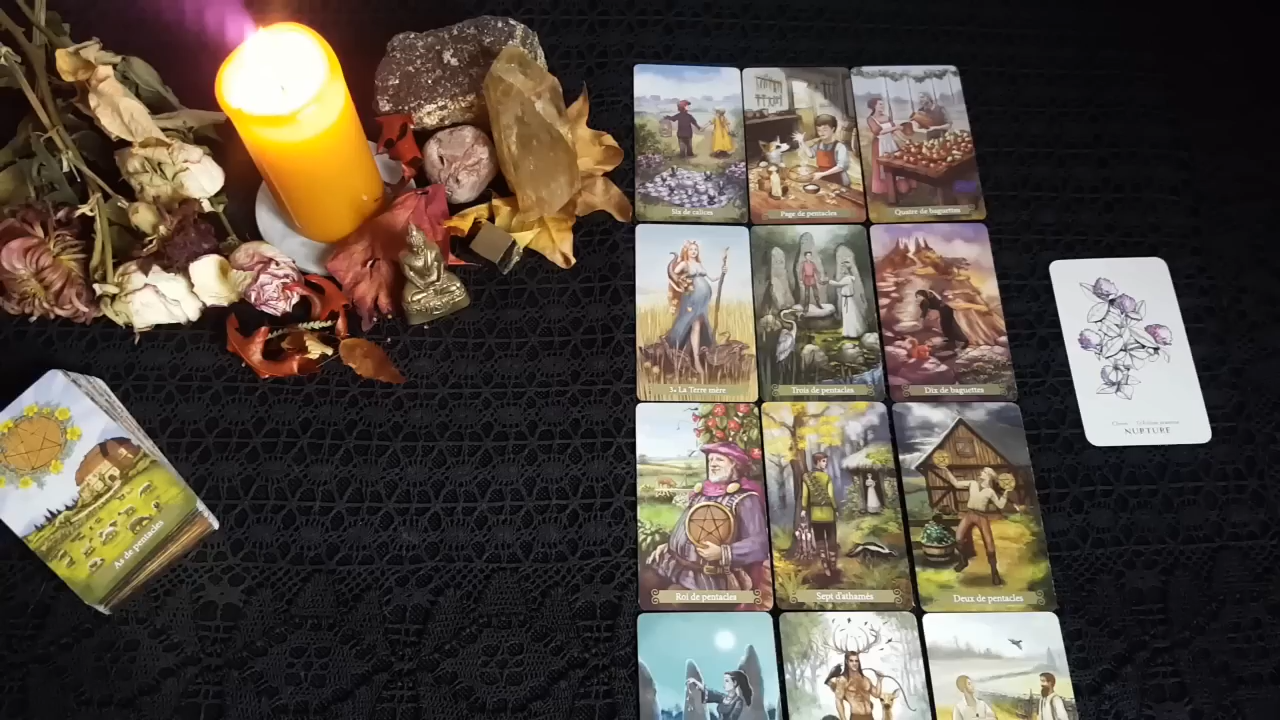 Six de calices
Page de pentacles
Quatre de baguettes
3. La Terre mère
Trois de pentacles
Dix de baguettes
NURTURE
Roi de pentacles
Sept d'athamés
Deux de pentacles
As de pentacles